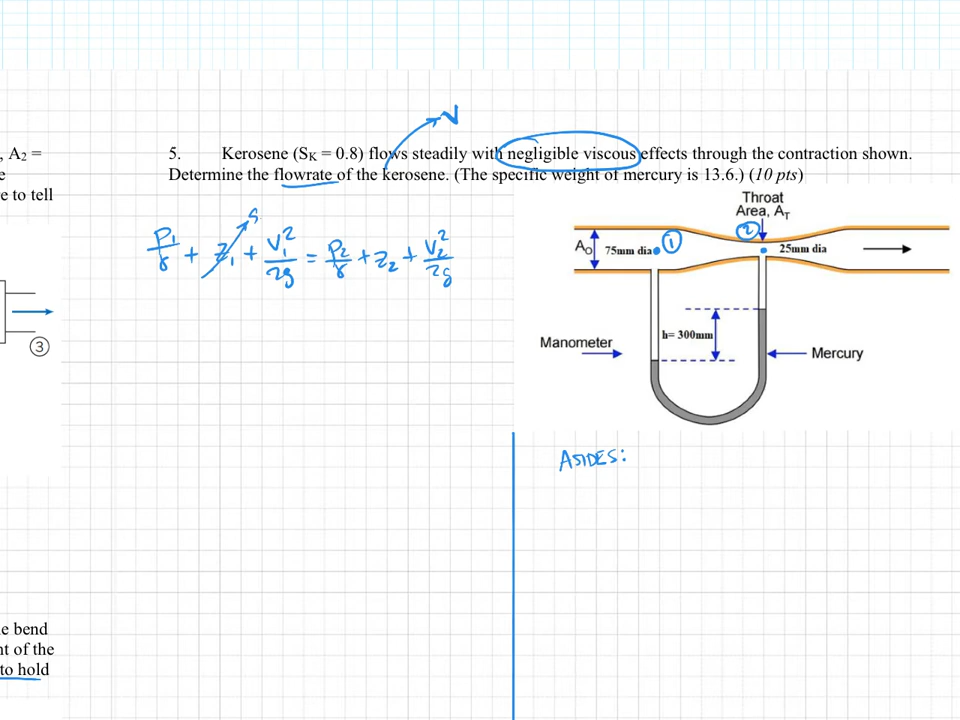 , A2 =
e
e to tell
3
e bend
nt of the
to hold
5. Kerosene (SK = 0.8) flows steadily with negligible viscous effects through the contraction shown.
Determine the flowrate of the kerosene. (The specific weight of mercury is 13.6.) (10 pts)
V
P1/γ + z1 + V1²/2g = P2/γ + z2 + V2²/2g
Throat
Area, AT
1
2
AO 75mm dia
25mm dia
h= 300mm
Manometer
Mercury
ASIDES: